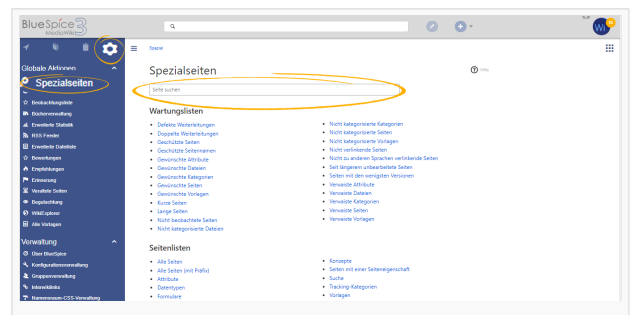 BlueSpice 3
MediaWiki
Wi
Spezial
Globale Aktionen
Spezialseiten
Hilfe
Spezialseiten
Seite suchen
Beobachtungsliste
Bücherverwaltung
Erweiterte Statistik
RSS Feeder
Erweiterte Dateiliste
Bewertungen
Empfehlungen
Erinnerung
Veraltete Seiten
Begutachtung
WikiExplorer
Alle Vorlagen
Verwaltung
Über BlueSpice
Konfigurationsverwaltung
Gruppenverwaltung
Interwikilinks
Namensraum-CSS-Verwaltung
Wartungslisten
Defekte Weiterleitungen
Doppelte Weiterleitungen
Geschützte Seiten
Geschützte Seitennamen
Gewünschte Attribute
Gewünschte Dateien
Gewünschte Kategorien
Gewünschte Seiten
Gewünschte Vorlagen
Kurze Seiten
Lange Seiten
Nicht beobachtete Seiten
Nicht kategorisierte Dateien
Nicht kategorisierte Kategorien
Nicht kategorisierte Seiten
Nicht kategorisierte Vorlagen
Nicht verlinkende Seiten
Nicht zu anderen Sprachen verlinkende Seiten
Seit längerem unbearbeitete Seiten
Seiten mit den wenigsten Versionen
Verwaiste Attribute
Verwaiste Dateien
Verwaiste Kategorien
Verwaiste Seiten
Verwaiste Vorlagen
Seitenlisten
Alle Seiten
Alle Seiten (mit Präfix)
Attribute
Datentypen
Formulare
Konzepte
Seiten mit einer Seiteneigenschaft
Suche
Tracking-Kategorien
Vorlagen